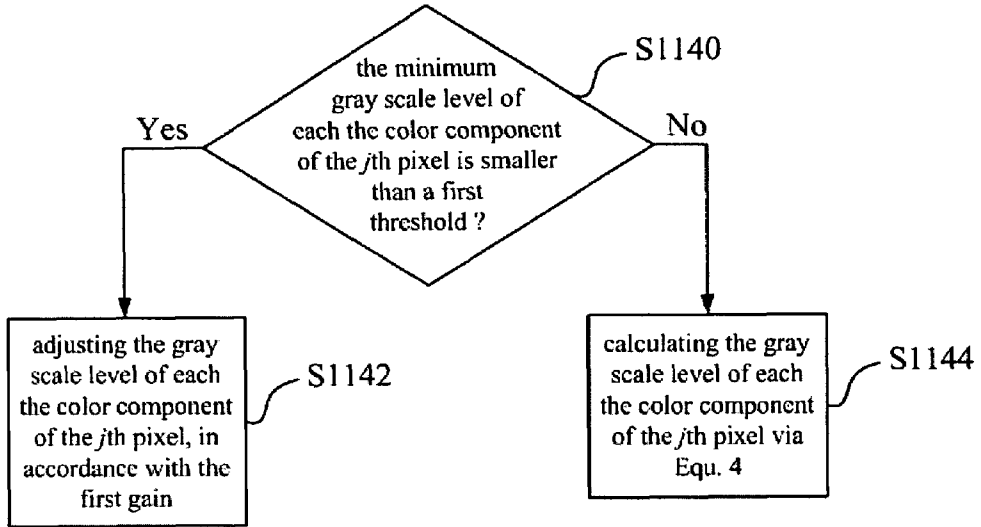 the minimum
gray scale level of
each the color component
of the jth pixel is smaller
than a first
threshold ?
S1140
Yes
No
adjusting the gray
scale level of each
the color component
of the jth pixel, in
accordance with the
first gain
S1142
calculating the gray
scale level of each
the color component
of the jth pixel via
Equ. 4
S1144